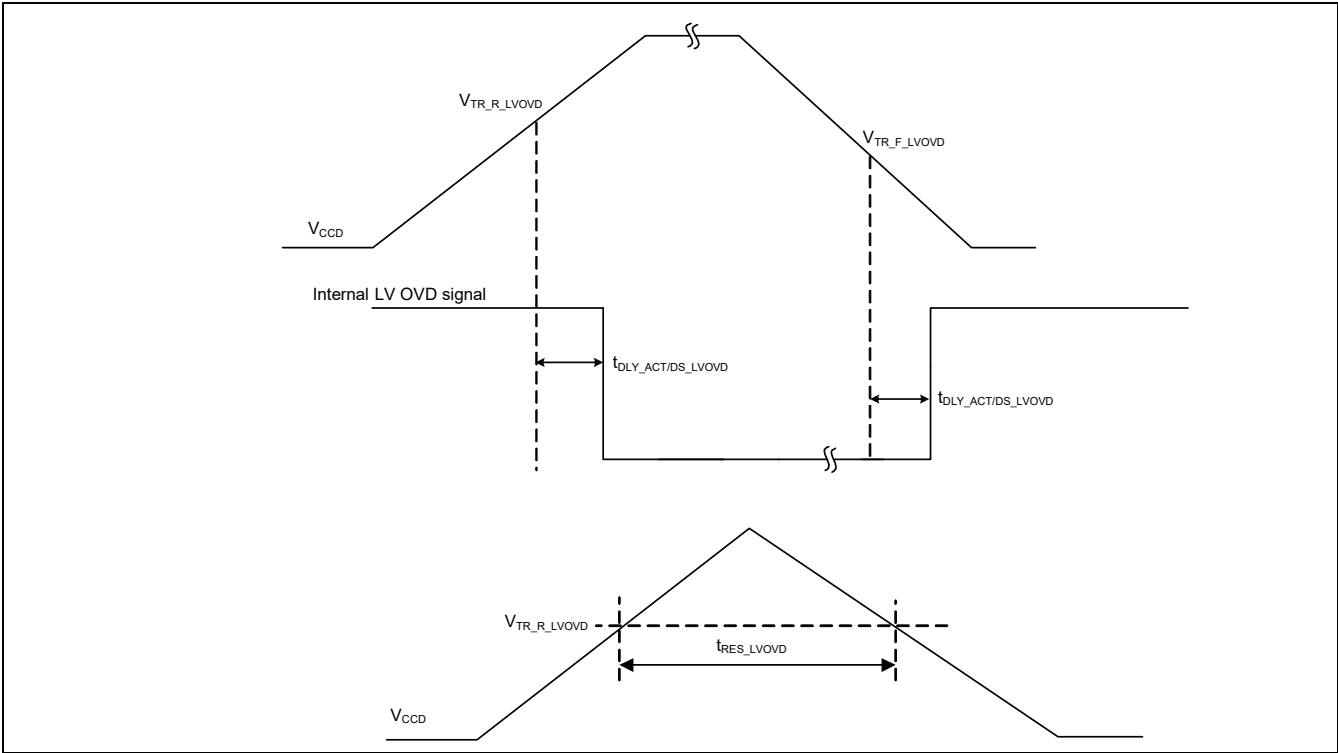 V_TR_R_LVOVD
V_TR_F_LVOVD
V_CCD
Internal LV OVD signal
t_DLY_ACT/DS_LVOVD
t_DLY_ACT/DS_LVOVD
V_TR_R_LVOVD
t_RES_LVOVD
V_CCD